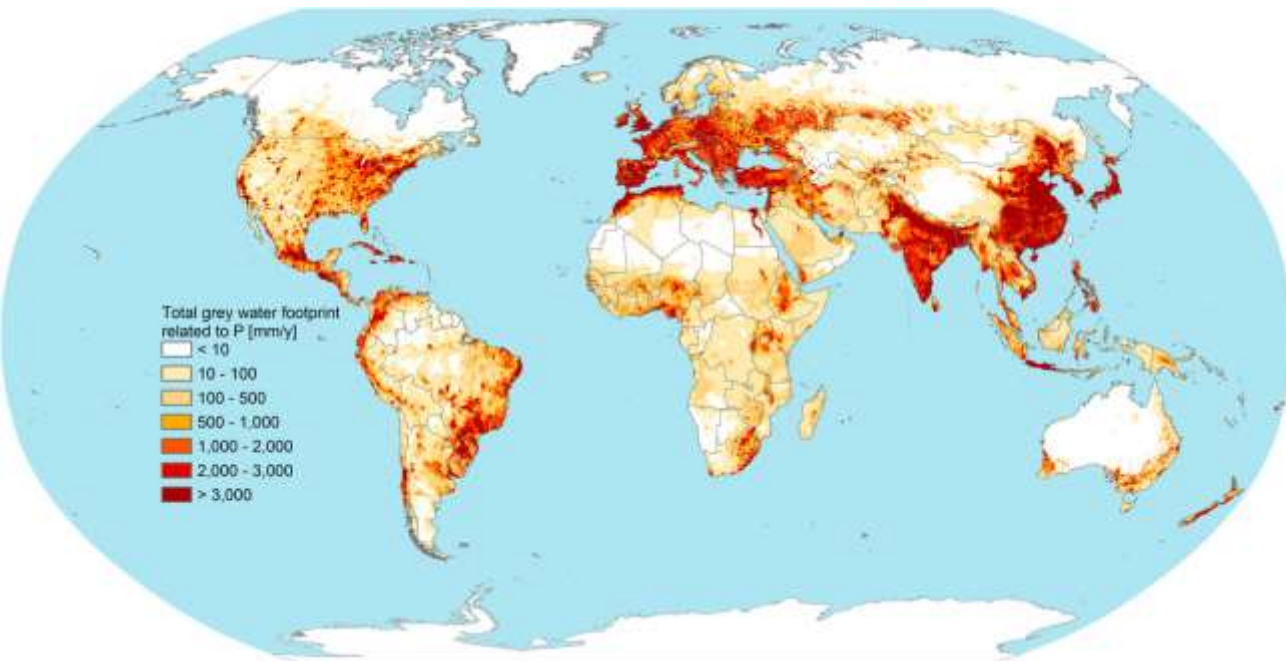 Total grey water footprint
related to P [mm/y]
< 10
10 - 100
100 - 500
500 - 1,000
1,000 - 2,000
2,000 - 3,000
> 3,000